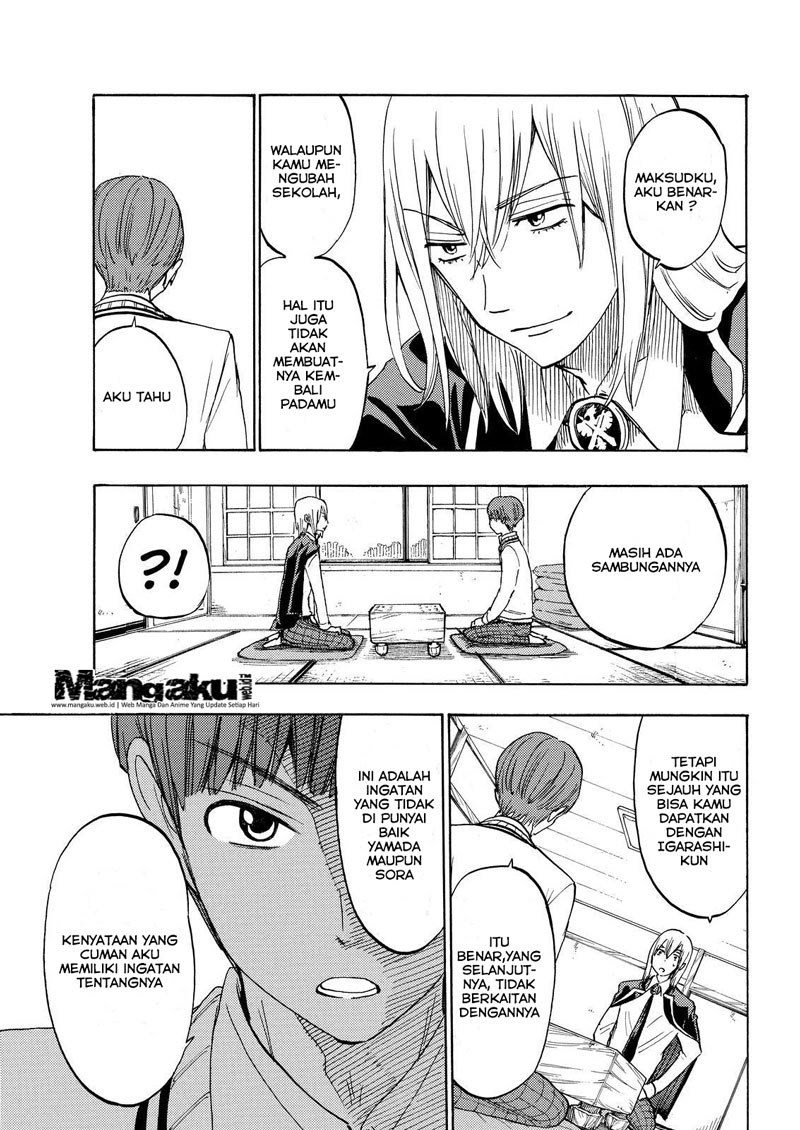 MAKSUDKU,
AKU BENAR-
KAN ?
WALAUPUN
KAMU ME-
NGUBAH
SEKOLAH,
HAL ITU
JUGA
TIDAK
AKAN
MEMBUAT-
NYA KEM-
BALI
PADAMU
AKU TAHU
MASIH ADA
SAMBUNGANNYA
?!
Mangaku
.web.id
www.mangaku.web.id | Web Manga Dan Anime Yang Update Setiap Hari
TETAPI
MUNGKIN ITU
SEJAUH YANG
BISA KAMU
DAPATKAN
DENGAN
IGARASHI-
KUN
ITU
BENAR,YANG
SELANJUT-
NYA, TIDAK
BERKAITAN
DENGANNYA
INI ADALAH
INGATAN
YANG TIDAK
DI PUNYAI
BAIK
YAMADA
MAUPUN
SORA
KENYATAAN YANG
CUMAN AKU
MEMILIKI INGATAN
TENTANGNYA